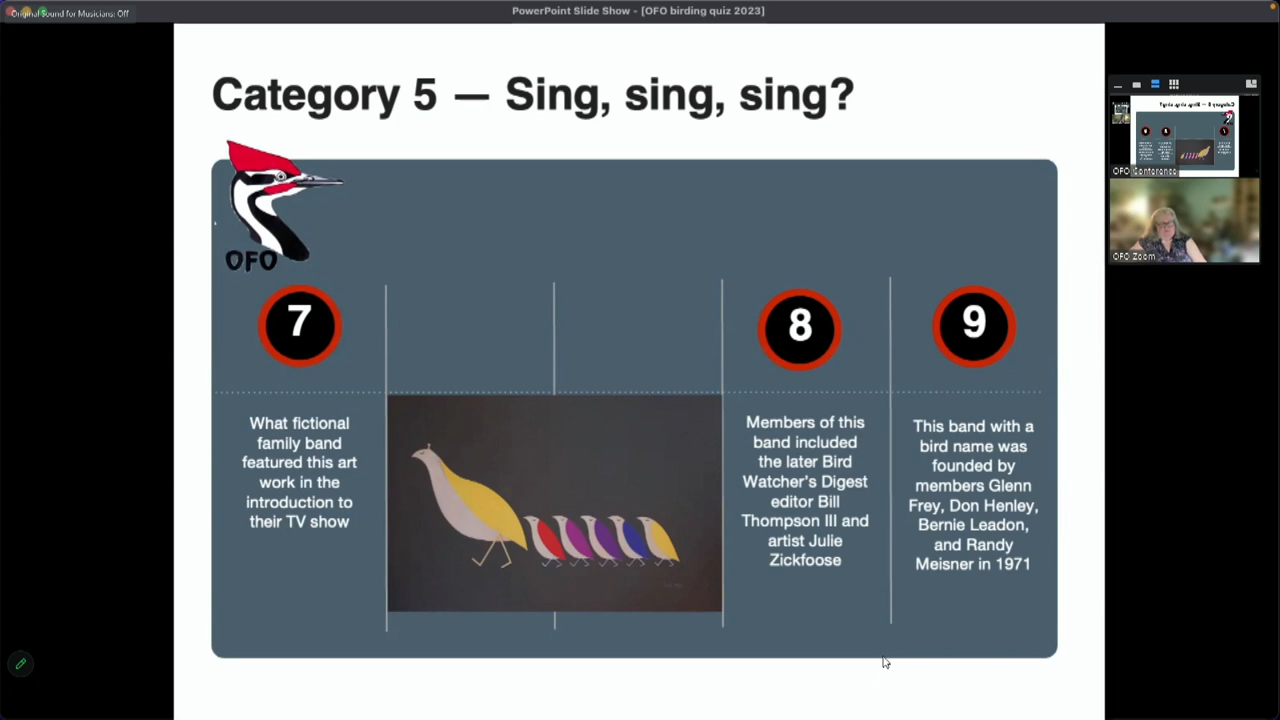 Original Sound for Musicians: Off
PowerPoint Slide Show - [OFO birding quiz 2023]
Category 5 — Sing, sing, sing?
OFO
7
8
9
What fictional
family band
featured this art
work in the
introduction to
their TV show
Members of this
band included
the later Bird
Watcher's Digest
editor Bill
Thompson III and
artist Julie
Zickfoose
This band with a
bird name was
founded by
members Glenn
Frey, Don Henley,
Bernie Leadon,
and Randy
Meisner in 1971
OFO Conference
OFO Zoom